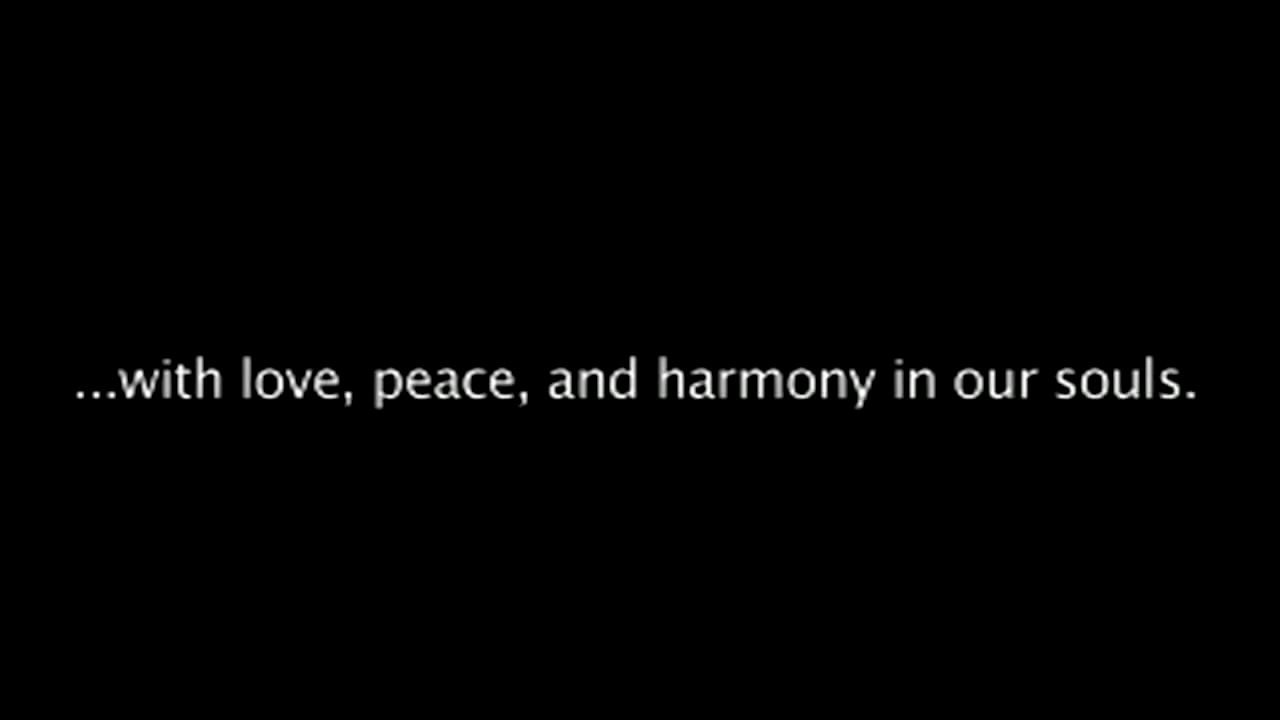 ...with love, peace, and harmony in our souls.